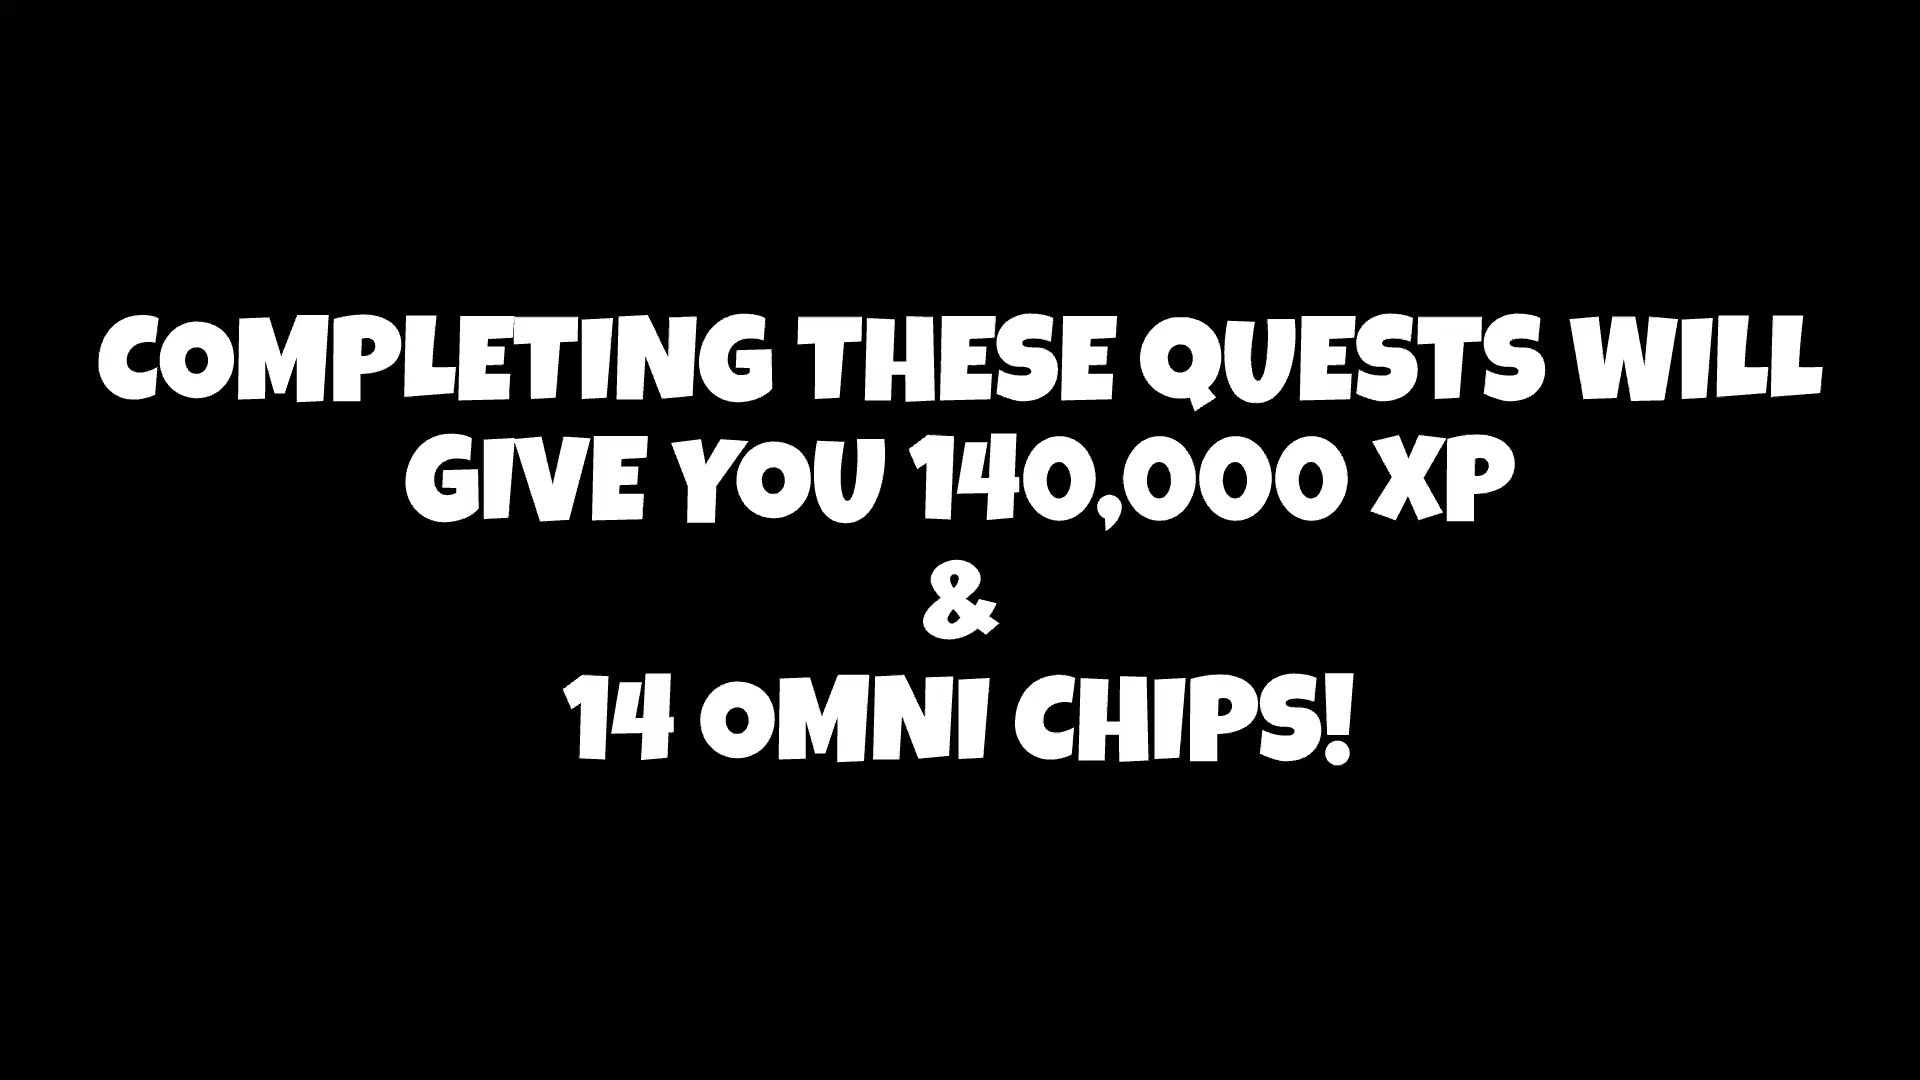 COMPLETING THESE QUESTS WILL
GIVE YOU 140,000 XP
&
14 OMNI CHIPS!